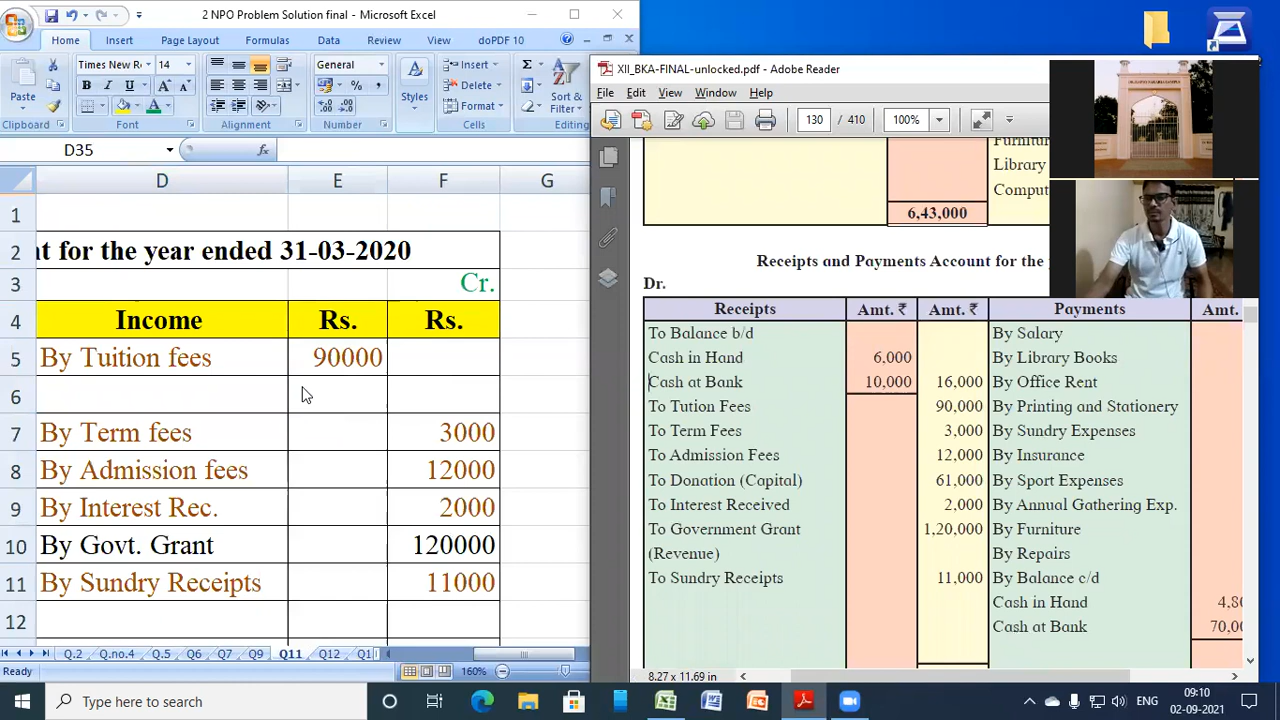 2 NPO Problem Solution final - Microsoft Excel
Home Insert Page Layout Formulas Data Review View doPDF 10
Times New Ro 14 General Insert
B I U Delete Sort &
Paste Styles Format
Clipboard Font Alignment Number Cells Editing
D35 fx
D E F G
1
2 t for the year ended 31-03-2020
3 Cr.
4 Income Rs. Rs.
5 By Tuition fees 90000
6
7 By Term fees 3000
8 By Admission fees 12000
9 By Interest Rec. 2000
10 By Govt. Grant 120000
11 By Sundry Receipts 11000
12
Q.2 Q.no.4 Q.5 Q6 Q7 Q9 Q11 Q12 Q1
Ready 160%
XII_BKA-FINAL-unlocked.pdf - Adobe Reader
File Edit View Window Help
130 / 410 100%
Furnitur
Library
Comput
6,43,000
Receipts and Payments Account for the
Dr.
Receipts Amt. ₹ Amt. ₹ Payments Amt.
To Balance b/d By Salary
Cash in Hand 6,000 By Library Books
Cash at Bank 10,000 16,000 By Office Rent
To Tution Fees 90,000 By Printing and Stationery
To Term Fees 3,000 By Sundry Expenses
To Admission Fees 12,000 By Insurance
To Donation (Capital) 61,000 By Sport Expenses
To Interest Received 2,000 By Annual Gathering Exp.
To Government Grant 1,20,000 By Furniture
(Revenue) By Repairs
To Sundry Receipts 11,000 By Balance c/d
Cash in Hand 4,80
Cash at Bank 70,00
8.27 x 11.69 in
Type here to search
ENG
09:10
02-09-2021